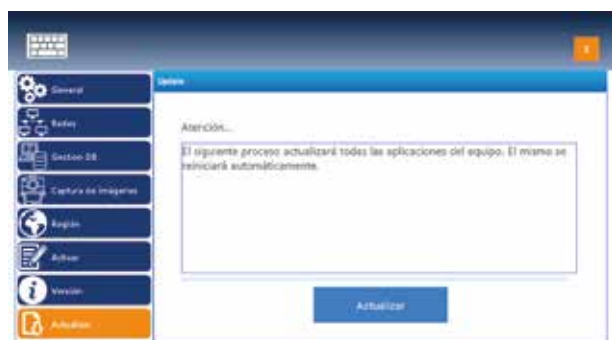 General
Update
Redes
Atención...
El siguiente proceso actualizará todas las aplicaciones del equipo. El mismo se
reiniciará automáticamente.
Gestion DB
Captura de Imágenes
Región
Activar
Versión
Actualizar
Actualizar